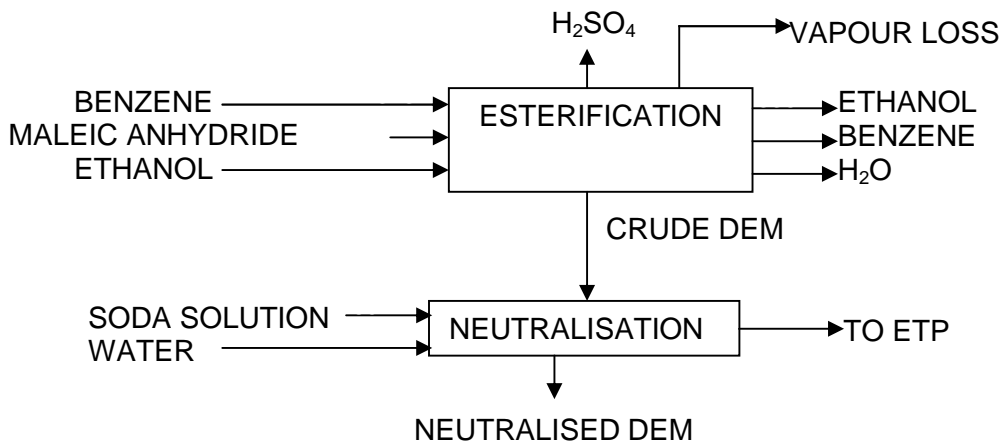 H₂SO₄
VAPOUR LOSS
BENZENE
MALEIC ANHYDRIDE
ETHANOL
ESTERIFICATION
ETHANOL
BENZENE
H₂O
CRUDE DEM
SODA SOLUTION
WATER
NEUTRALISATION
TO ETP
NEUTRALISED DEM